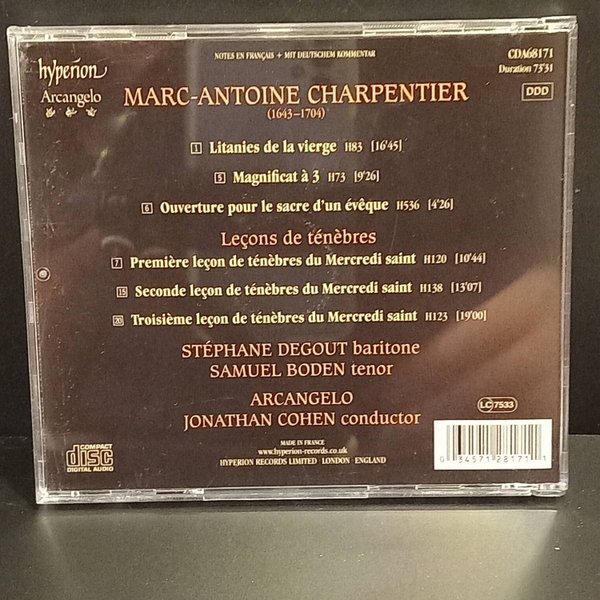 NOTES EN FRANÇAIS + MIT DEUTSCHEM KOMMENTAR
CDA68171
Duration 73'31
DDD
hyperion
Arcangelo
MARC-ANTOINE CHARPENTIER
(1643–1704)
1 Litanies de la vierge H83 [16'45]
5 Magnificat à 3 H73 [9'26]
6 Ouverture pour le sacre d'un évêque H536 [4'26]
Leçons de ténèbres
7 Première leçon de ténèbres du Mercredi saint H120 [10'44]
15 Seconde leçon de ténèbres du Mercredi saint H138 [13'07]
20 Troisième leçon de ténèbres du Mercredi saint H123 [19'00]
STÉPHANE DEGOUT baritone
SAMUEL BODEN tenor
ARCANGELO
JONATHAN COHEN conductor
LC 7533
COMPACT
disc
DIGITAL AUDIO
MADE IN FRANCE
www.hyperion-records.co.uk
HYPERION RECORDS LIMITED · LONDON · ENGLAND
0 34571 28171 1